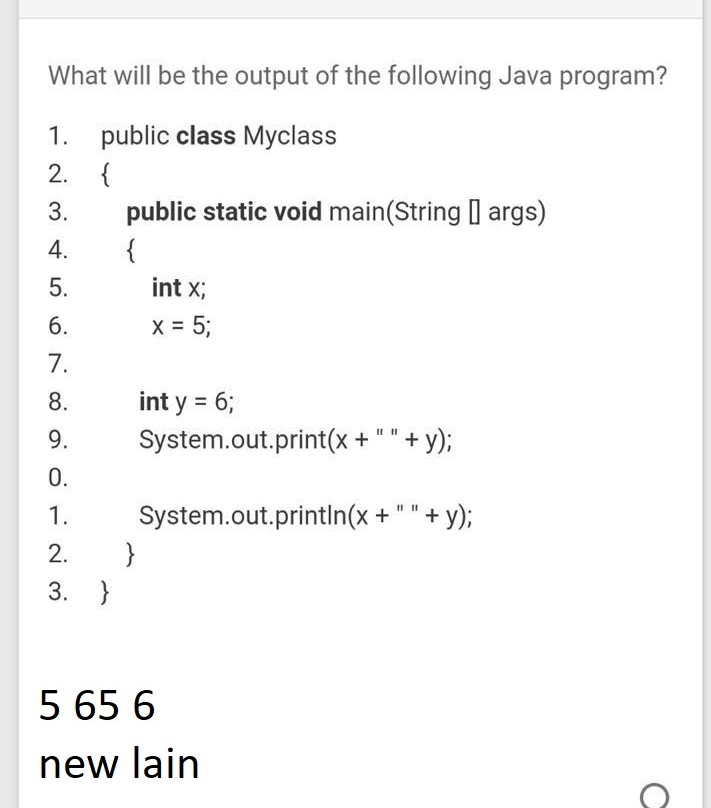 What will be the output of the following Java program?
1. public class Myclass
2. {
3. public static void main(String [] args)
4. {
5. int x;
6. x = 5;
7.
8. int y = 6;
9. System.out.print(x + " " + y);
0.
1. System.out.println(x + " " + y);
2. }
3. }
5 65 6
new lain